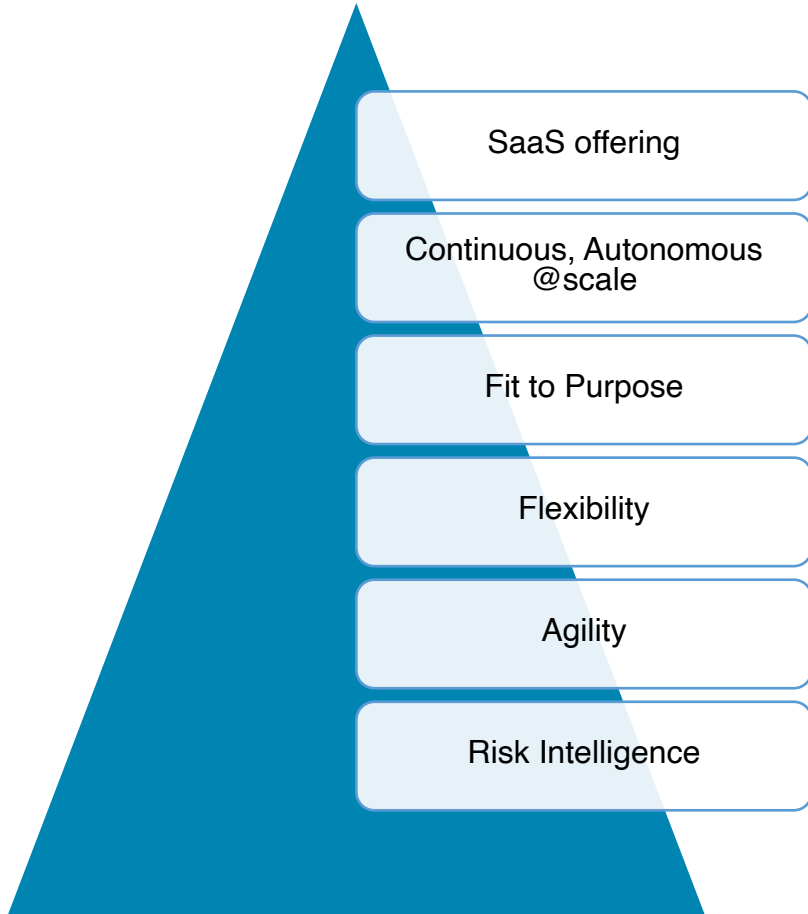 SaaS offering
Continuous, Autonomous
@scale
Fit to Purpose
Flexibility
Agility
Risk Intelligence